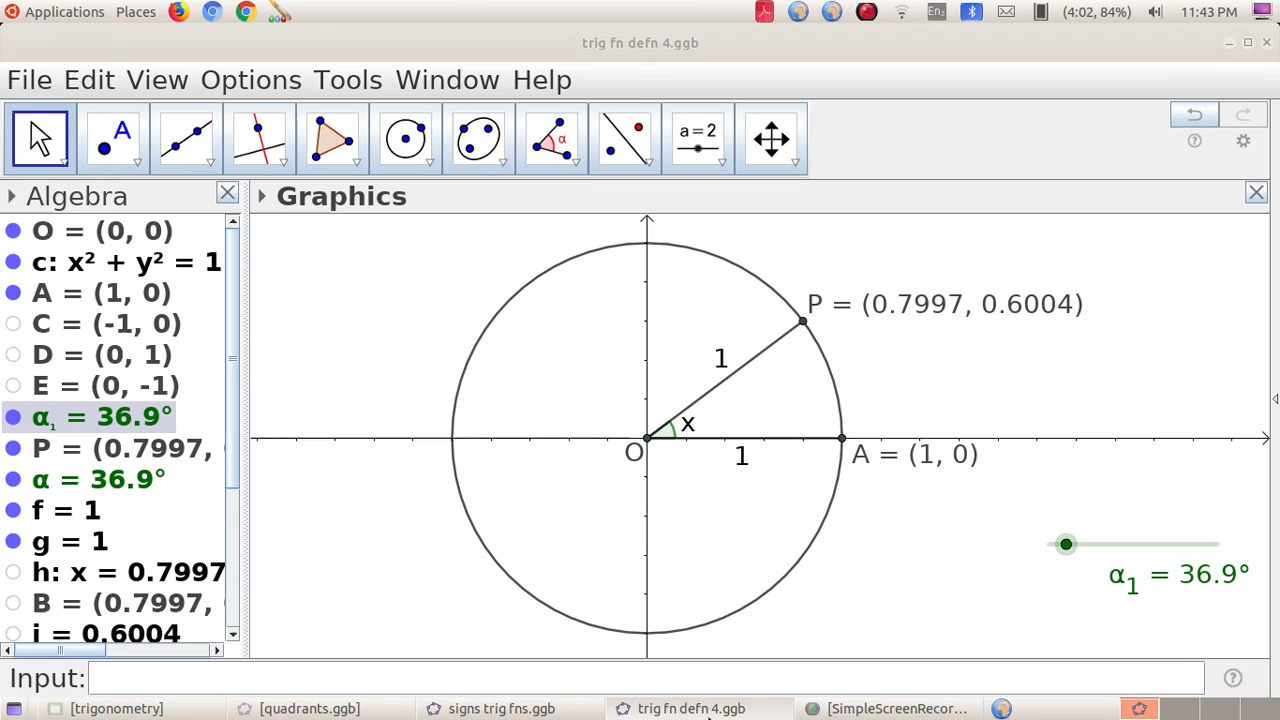 Applications Places En₂ (4:02, 84%) 11:43 PM
trig fn defn 4.ggb
File Edit View Options Tools Window Help
A α a = 2
Algebra
Graphics
O = (0, 0)
c: x² + y² = 1
A = (1, 0)
C = (-1, 0)
D = (0, 1)
E = (0, -1)
α₁ = 36.9°
P = (0.7997,
α = 36.9°
f = 1
g = 1
h: x = 0.7997
B = (0.7997,
i = 0.6004
P = (0.7997, 0.6004)
1
x
O
1
A = (1, 0)
α₁ = 36.9°
Input:
[trigonometry] [quadrants.ggb] signs trig fns.ggb trig fn defn 4.ggb [SimpleScreenRecor...